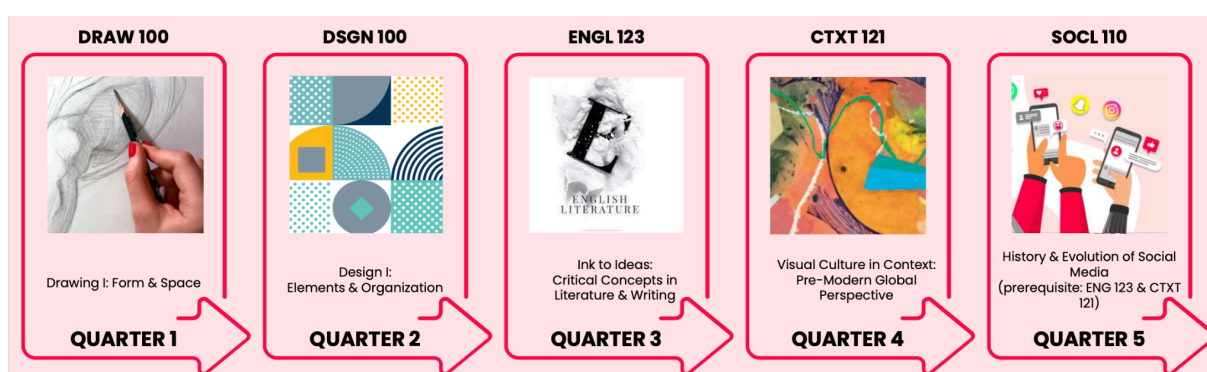 DRAW 100
DSGN 100
ENGL 123
CTXT 121
SOCL 110
ENGLISH
LITERATURE
Drawing I: Form & Space
Design I:
Elements & Organization
Ink to Ideas:
Critical Concepts in
Literature & Writing
Visual Culture in Context:
Pre-Modern Global
Perspective
History & Evolution of Social
Media
(prerequisite: ENG 123 & CTXT
121)
QUARTER 1
QUARTER 2
QUARTER 3
QUARTER 4
QUARTER 5